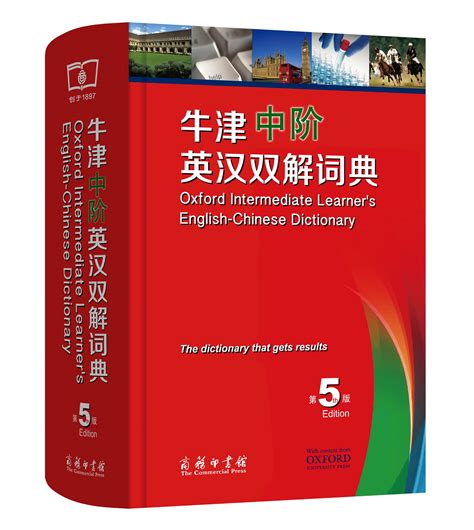 创于1897
牛津中阶英汉双解词典
Oxford Intermediate Learner's
English-Chinese Dictionary
第5版
Edition
商务印书馆
The Commercial Press
牛津中阶
英汉双解词典
Oxford Intermediate Learner's
English-Chinese Dictionary
The dictionary that gets results
第5版
Edition
商务印书馆
The Commercial Press
With content from
OXFORD
UNIVERSITY PRESS